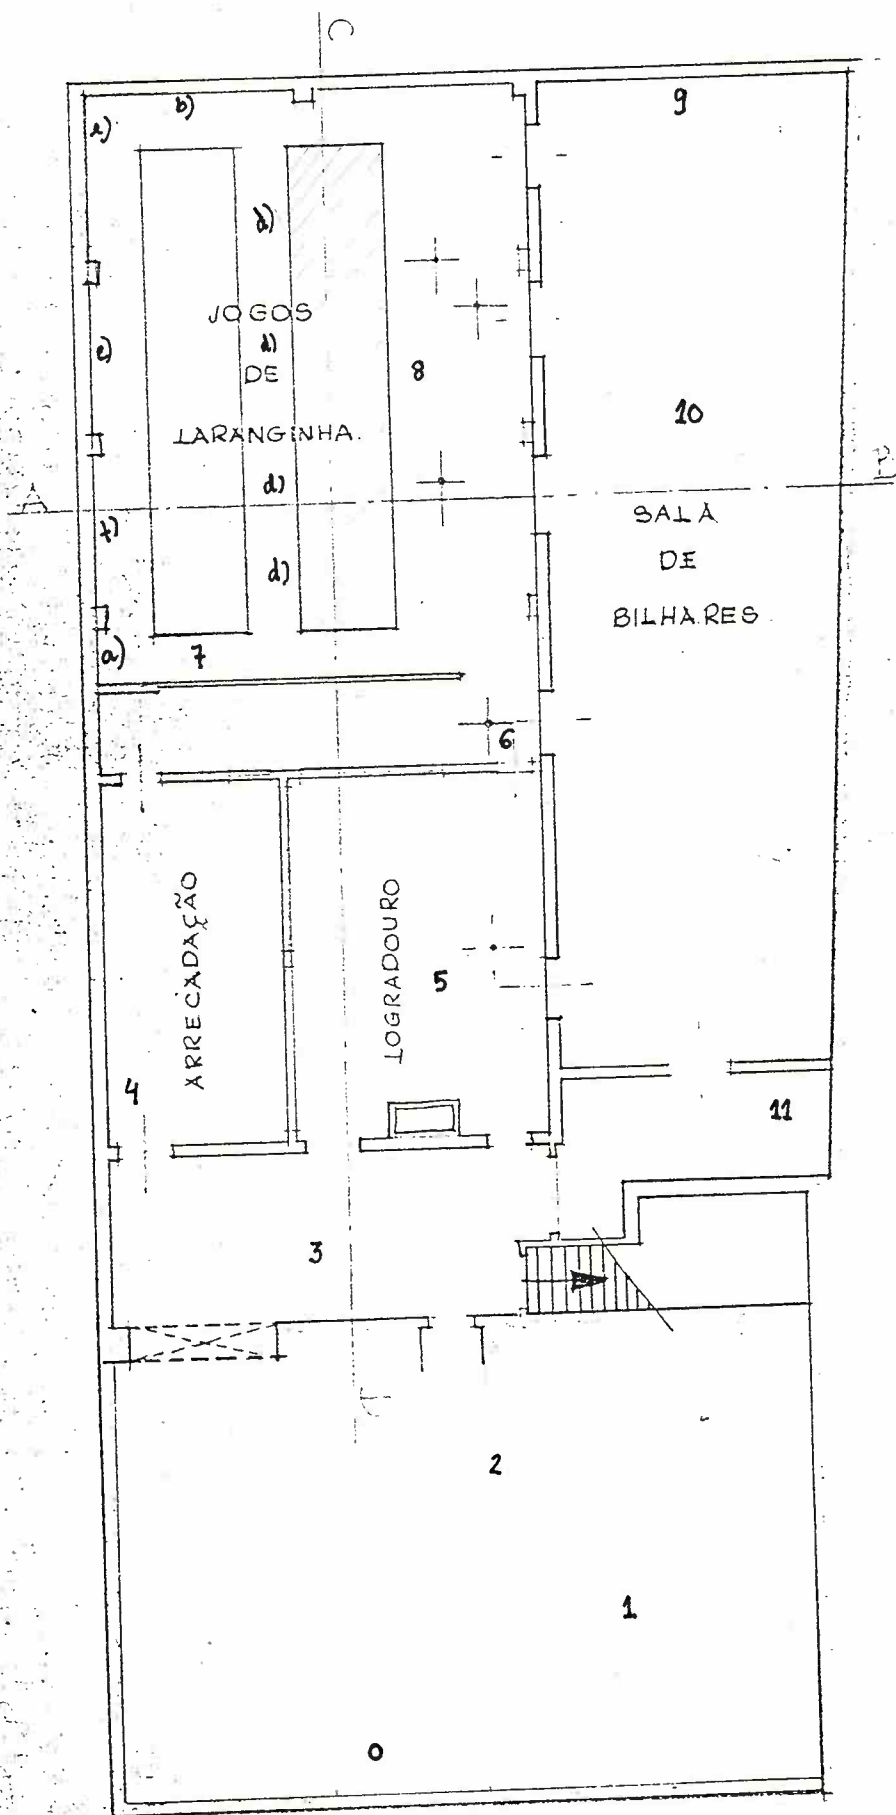 C
b)
9
a)
d)
JOGOS
d)
8
DE
10
e)
LARANGINHA.
A
B
d)
SALA
f)
DE
d)
BILHARES
a)
7
6
ARRECADAÇÃO
LOGRADOURO
5
4
11
3
2
1
0